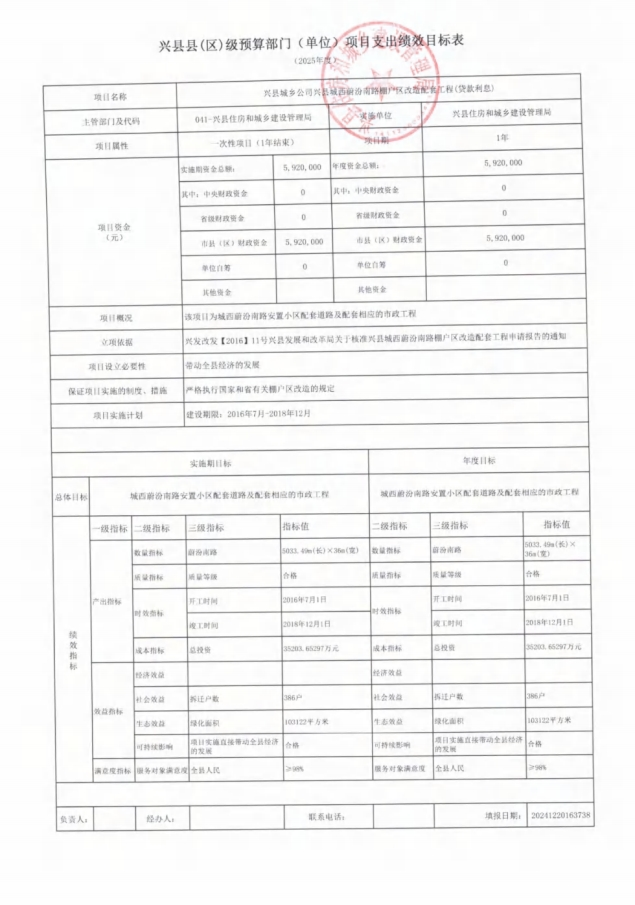 兴县县(区)级预算部门（单位）项目支出绩效目标表
（2025年度）
项目名称 兴县城乡公司兴县城西蔚汾南路棚户区改造配套工程(贷款利息)
主管部门及代码 041-兴县住房和城乡建设管理局 实施单位 兴县住房和城乡建设管理局
项目属性 一次性项目（1年结束） 项目期 1年
项目资金
（元）
实施期资金总额： 5,920,000 年度资金总额： 5,920,000
其中：中央财政资金 0 其中：中央财政资金 0
省级财政资金 0 省级财政资金 0
市县（区）财政资金 5,920,000 市县（区）财政资金 5,920,000
单位自筹 0 单位自筹 0
其他资金 其他资金
项目概况 该项目为城西蔚汾南路安置小区配套道路及配套相应的市政工程
立项依据 兴发改发【2016】11号兴县发展和改革局关于核准兴县城西蔚汾南路棚户区改造配套工程申请报告的通知
项目设立必要性 带动全县经济的发展
保证项目实施的制度、措施 严格执行国家和省有关棚户区改造的规定
项目实施计划 建设期限：2016年7月-2018年12月
实施期目标 年度目标
总体目标 城西蔚汾南路安置小区配套道路及配套相应的市政工程 城西蔚汾南路安置小区配套道路及配套相应的市政工程
绩效指标
一级指标 二级指标 三级指标 指标值 二级指标 三级指标 指标值
产出指标 数量指标 蔚汾南路 5033.49m(长)×36m(宽) 数量指标 蔚汾南路 5033.49m(长)×
36m(宽)
质量指标 质量等级 合格 质量指标 质量等级 合格
时效指标 开工时间 2016年7月1日 时效指标 开工时间 2016年7月1日
竣工时间 2018年12月1日 竣工时间 2018年12月1日
成本指标 总投资 35203.65297万元 成本指标 总投资 35203.65297万元
效益指标 经济效益 经济效益
社会效益 拆迁户数 386户 社会效益 拆迁户数 386户
生态效益 绿化面积 103122平方米 生态效益 绿化面积 103122平方米
可持续影响 项目实施直接带动全县经济
的发展 合格 可持续影响 项目实施直接带动全县经济
的发展 合格
满意度指标 服务对象满意度 全县人民 ≥98% 服务对象满意度 全县人民 ≥98%
负责人： 经办人： 联系电话： 填报日期： 20241220163738